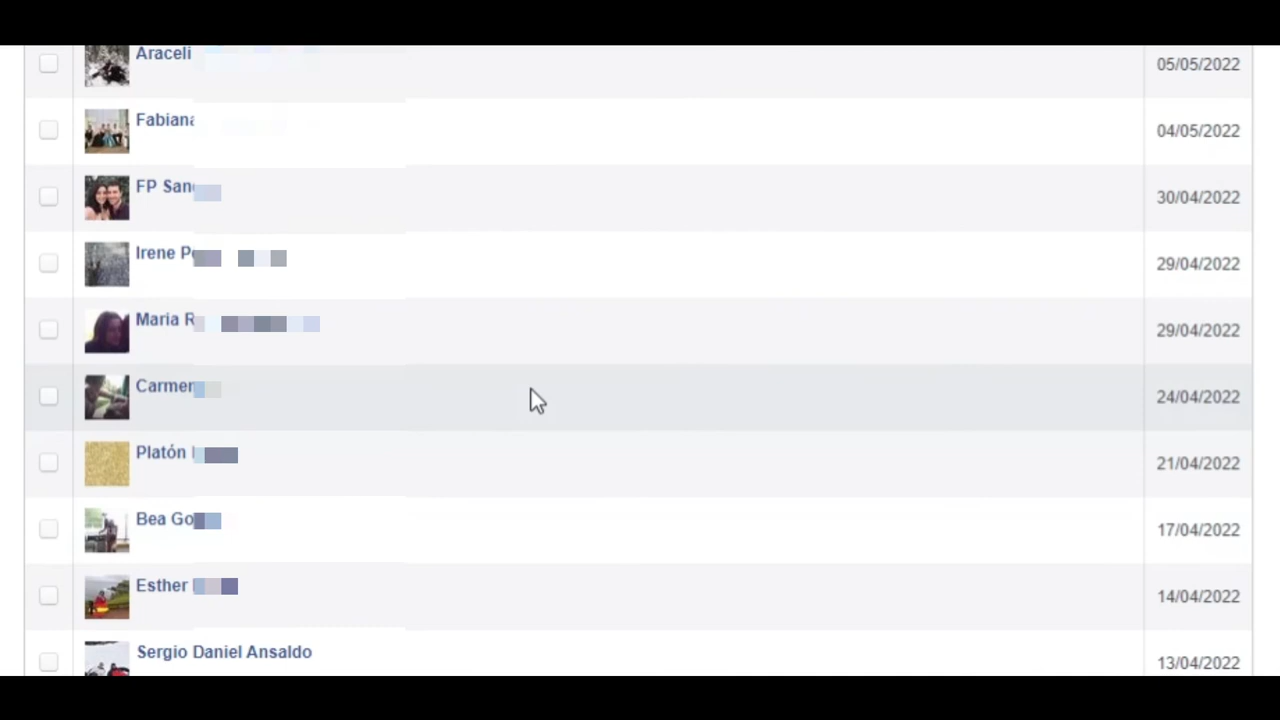 Araceli
05/05/2022
Fabiana
04/05/2022
FP
30/04/2022
Irene
29/04/2022
Maria R
29/04/2022
Carmen
24/04/2022
Platón
21/04/2022
Bea Go
17/04/2022
Esther
14/04/2022
Sergio Daniel Ansaldo
13/04/2022